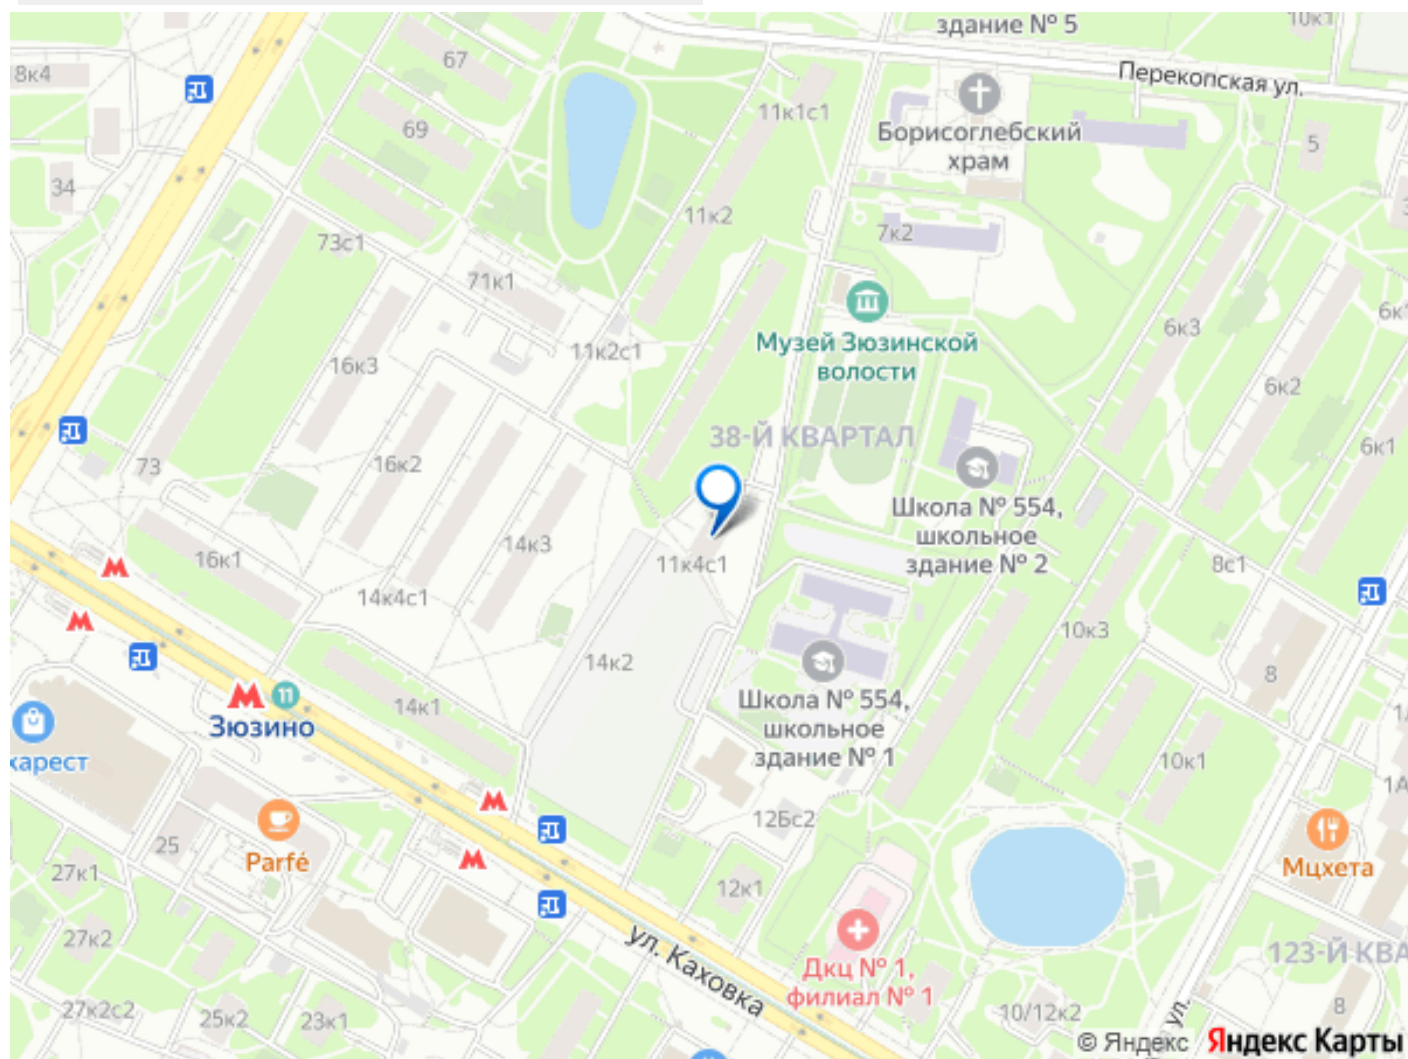 здание № 5
10к1
67
8к4
Перекопская ул.
11к1с1
69
Борисоглебский
храм
5
34
11к2
7к2
73с1
71к1
6к3
Музей Зюзинской
волости
11к2с1
16к3
6к2
38-Й КВАРТАЛ
6к1
16к2
73
Школа № 554,
школьное
здание № 2
14к3
16к1
11к4с1
8с1
14к4с1
10к3
14к2
8
11
Зюзино
14к1
Школа № 554,
школьное
здание № 1
карест
10к1
1А
12Бс2
25
Parfé
Мцхета
27к1
12к1
27к2
ул. Каховка
123-Й КВА
Дкц № 1,
филиал № 1
27к2с2
25к2
23к1
10/12к2
8
ул.
© Яндекс Яндекс Карты